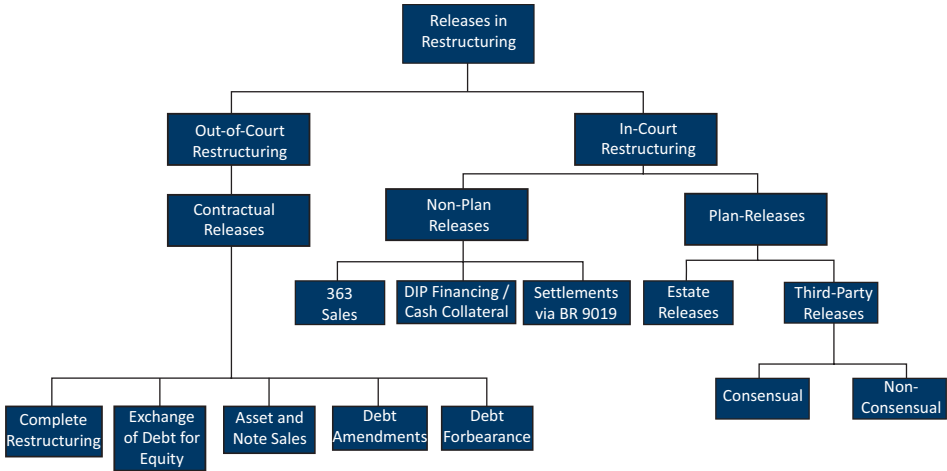 Releases in
Restructuring
Out-of-Court
Restructuring
In-Court
Restructuring
Contractual
Releases
Non-Plan
Releases
Plan-Releases
363
Sales
DIP Financing /
Cash Collateral
Settlements
via BR 9019
Estate
Releases
Third-Party
Releases
Complete
Restructuring
Exchange
of Debt for
Equity
Asset and
Note Sales
Debt
Amendments
Debt
Forbearance
Consensual
Non-
Consensual